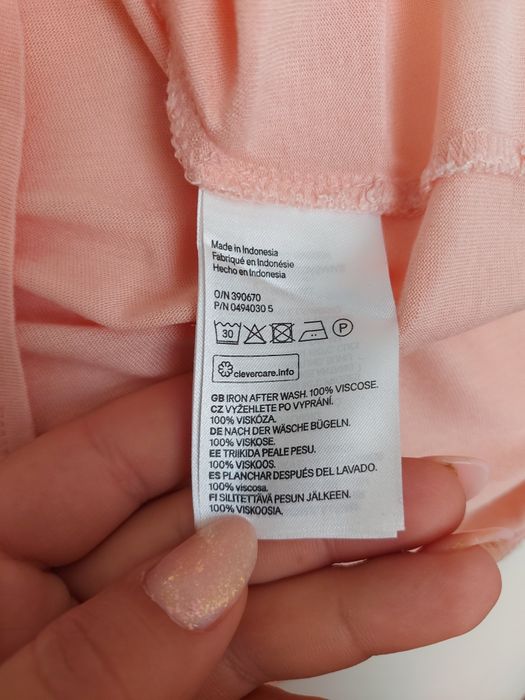 Made in Indonesia
Fabriqué en Indonésie
Hecho en Indonesia
O/N 390670
P/N 0494030 5
30 P
clevercare.info
GB IRON AFTER WASH. 100% VISCOSE.
CZ VYŽEHLETE PO VYPRÁNÍ.
100% VISKÓZA.
DE NACH DER WÄSCHE BÜGELN.
100% VISKOSE.
EE TRIIKIDA PEALE PESU.
100% VISKOOS.
ES PLANCHAR DESPUÉS DEL LAVADO.
100% viscosa.
FI SILITETTÄVÄ PESUN JÄLKEEN.
100% VISKOOSIA.